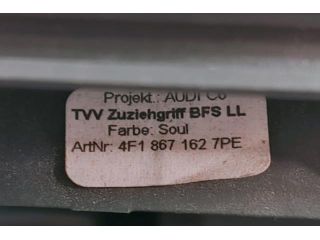 Projekt.: AUDI C6
TVV Zuziehgriff BFS LL
Farbe: Soul
ArtNr: 4F1 867 162 7PE